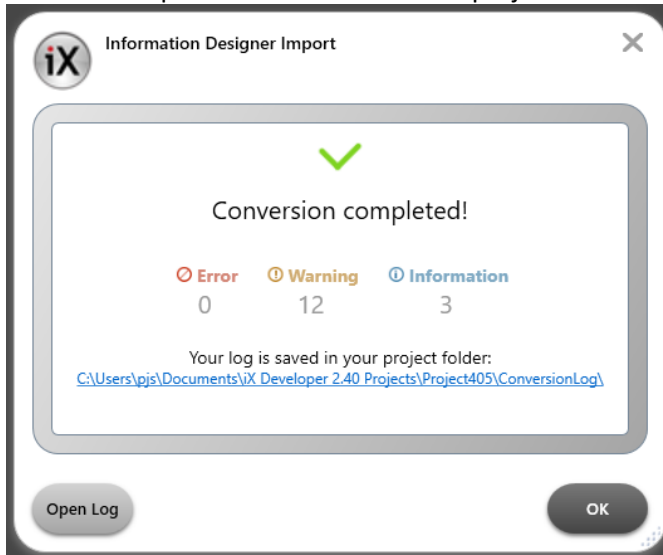 iX
Information Designer Import
Conversion completed!
Error Warning Information
0 12 3
Your log is saved in your project folder:
C:\Users\pjs\Documents\iX Developer 2.40 Projects\Project405\ConversionLog\
Open Log
OK